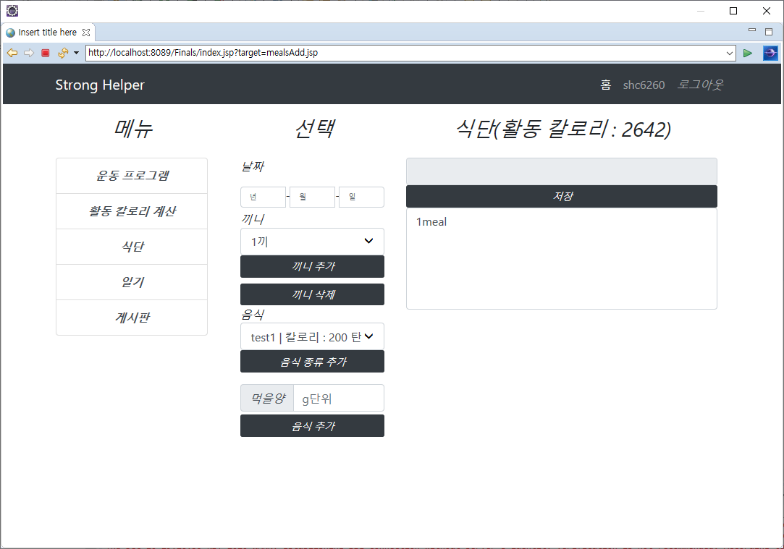 Insert title here
http://localhost:8089/Finals/index.jsp?target=mealsAdd.jsp
Strong Helper
홈 shc6260 로그아웃
메뉴
운동 프로그램
활동 칼로리 계산
식단
일기
게시판
선택
날짜
년 - 월 - 일
끼니
1끼
끼니 추가
끼니 삭제
음식
test1 | 칼로리 : 200 탄
음식 종류 추가
먹을양 g단위
음식 추가
식단(활동 칼로리 : 2642)
저장
1meal